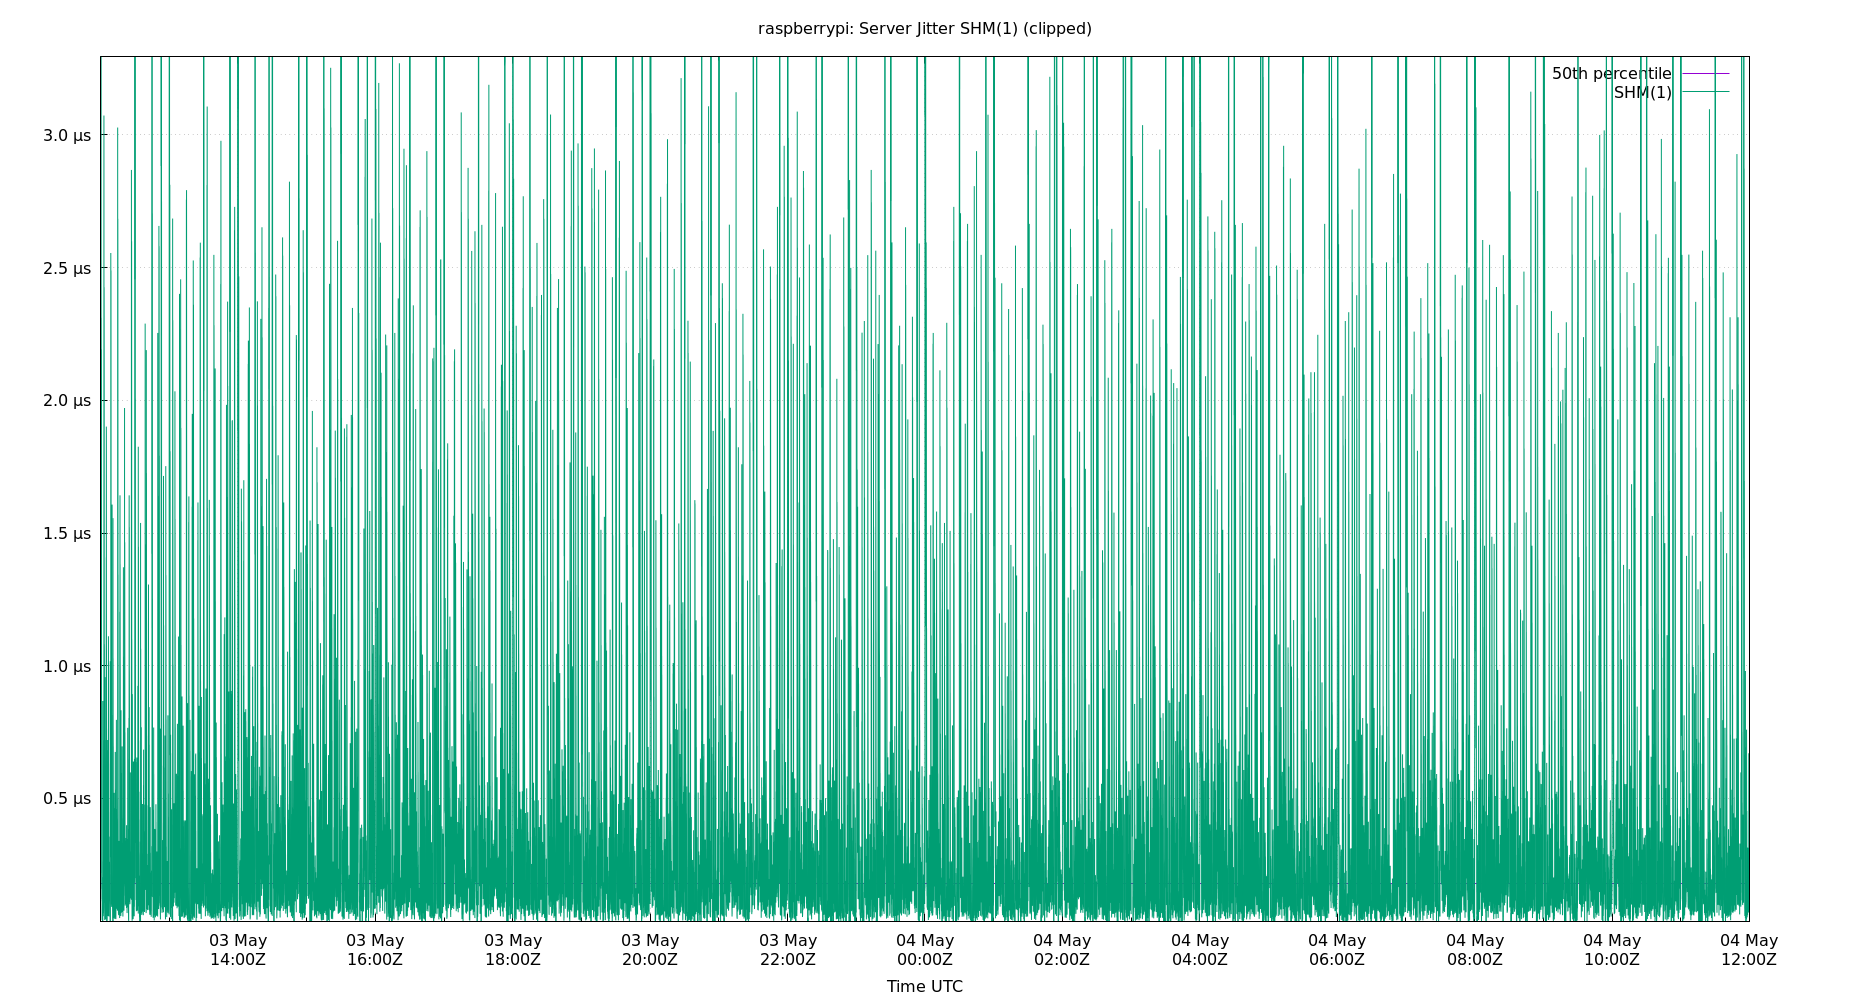 raspberrypi: Server Jitter SHM(1) (clipped)
50th percentile
SHM(1)
3.0 µs
2.5 µs
2.0 µs
1.5 µs
1.0 µs
0.5 µs
03 May 03 May 03 May 03 May 03 May 04 May 04 May 04 May 04 May 04 May 04 May 04 May
14:00Z 16:00Z 18:00Z 20:00Z 22:00Z 00:00Z 02:00Z 04:00Z 06:00Z 08:00Z 10:00Z 12:00Z
Time UTC